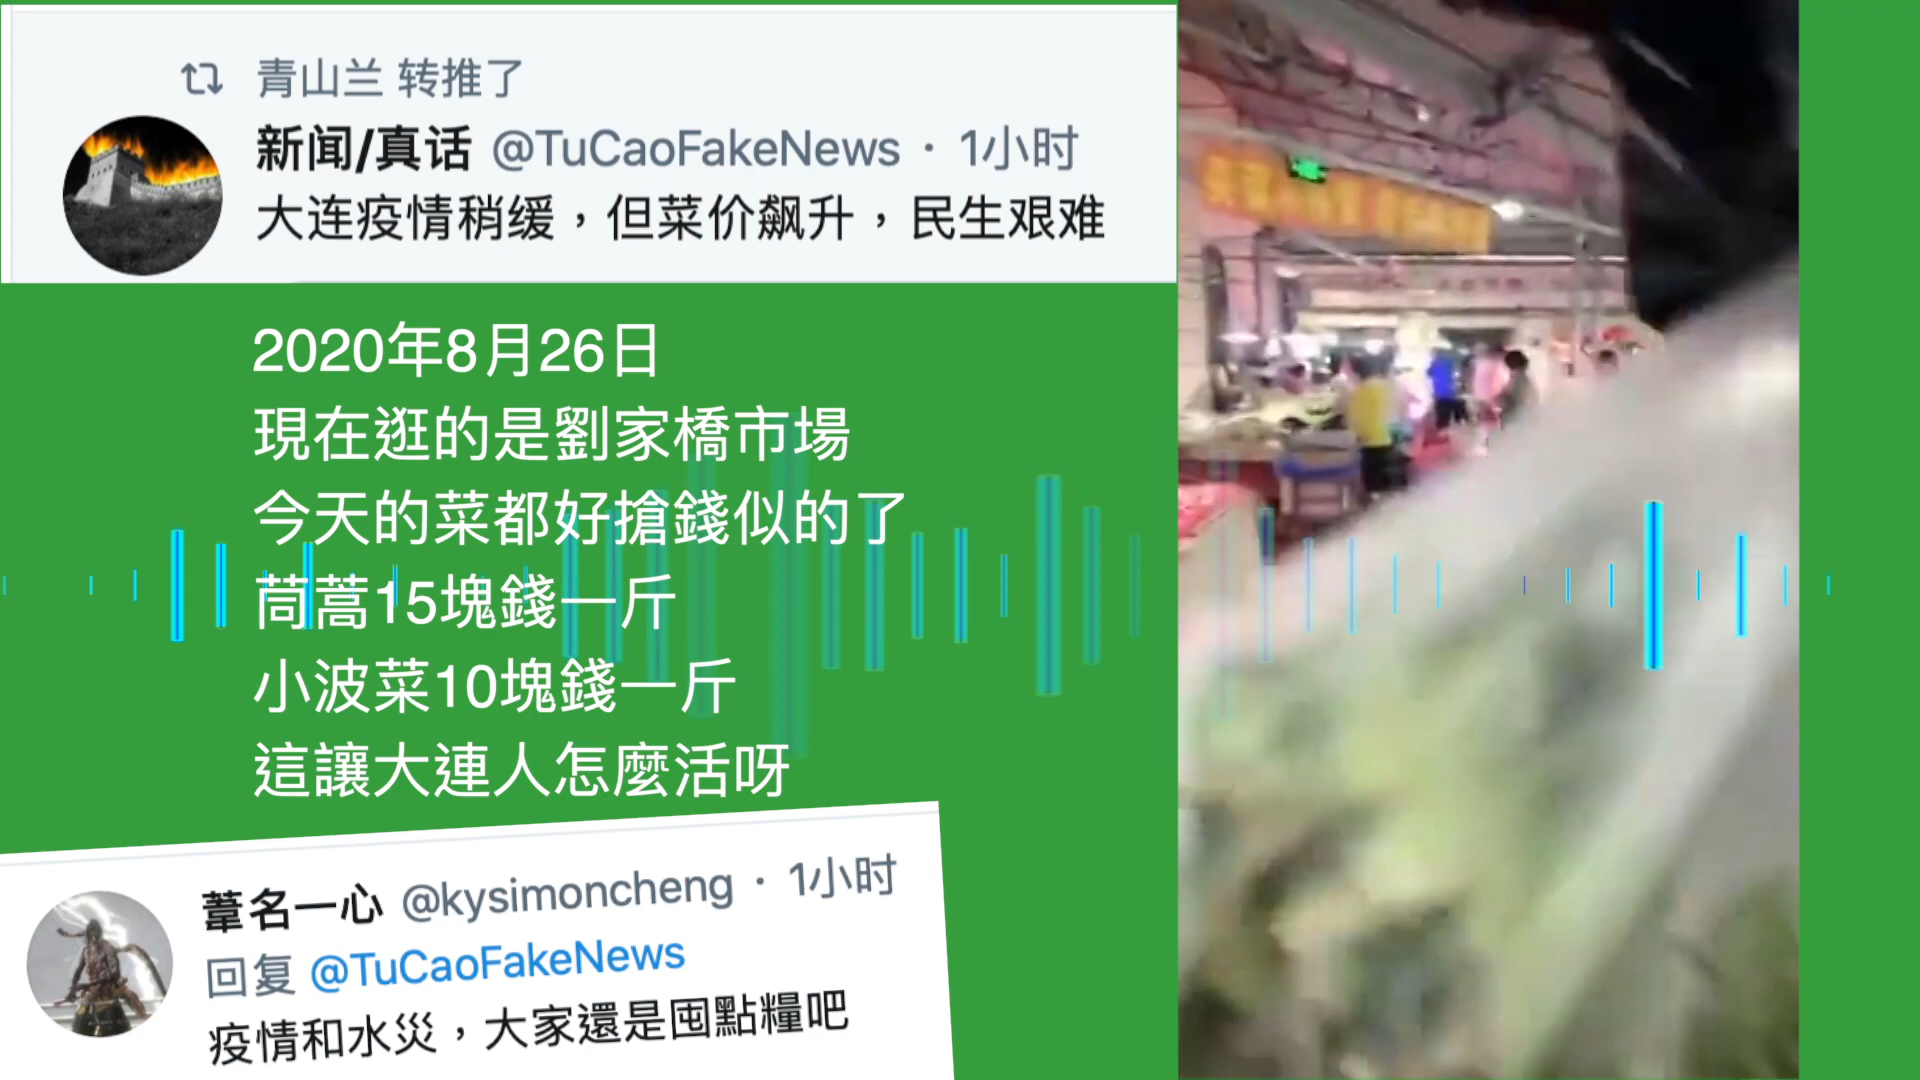 青山兰 转推了
新闻/真话 @TuCaoFakeNews · 1小时
大连疫情稍缓，但菜价飙升，民生艰难
2020年8月26日
現在逛的是劉家橋市場
今天的菜都好搶錢似的了
茼蒿15塊錢一斤
小波菜10塊錢一斤
這讓大連人怎麼活呀
葦名一心 @kysimoncheng · 1小时
回复 @TuCaoFakeNews
疫情和水災，大家還是囤點糧吧